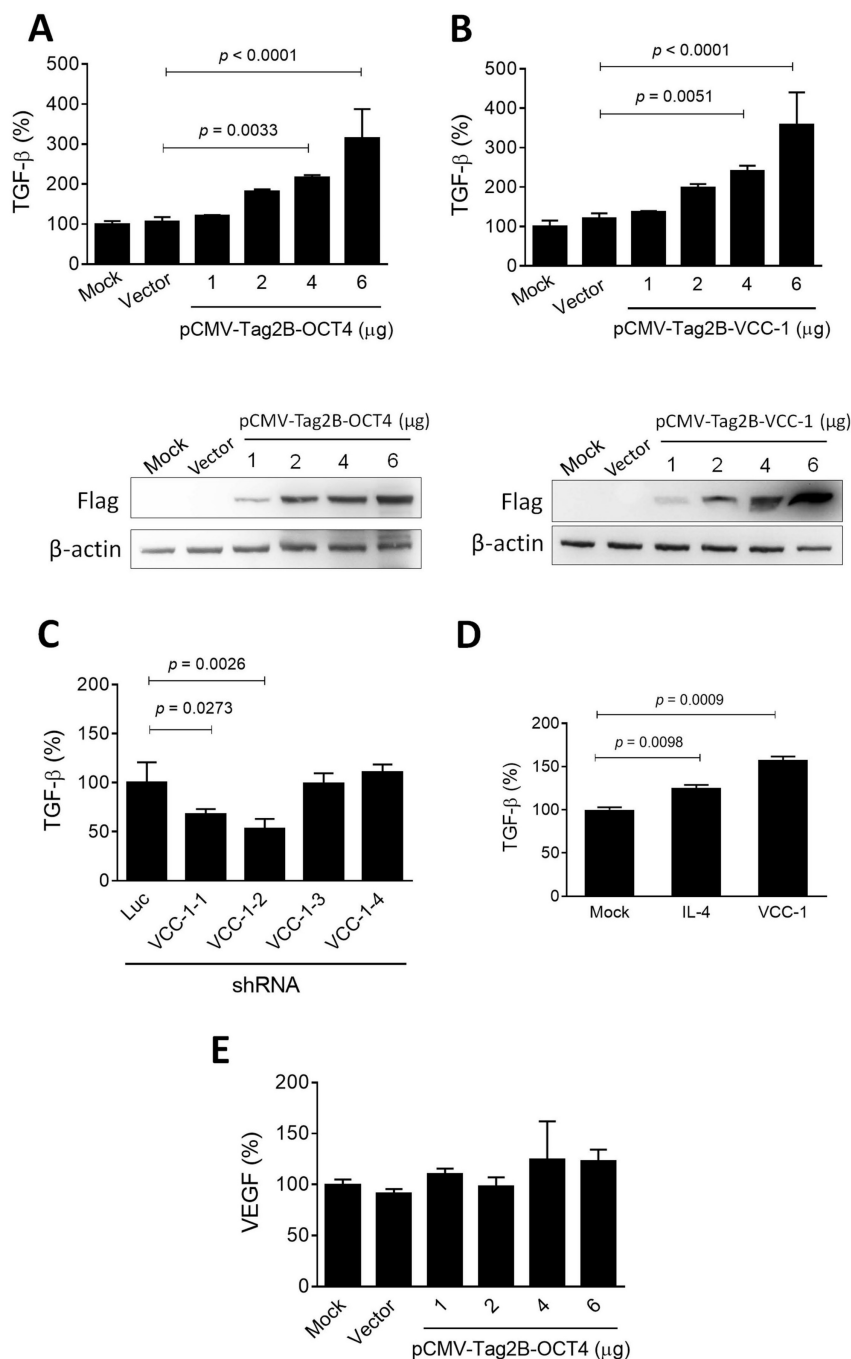 A
p < 0.0001
p = 0.0033
TGF-β (%)
500
400
300
200
100
0
Mock
Vector
1 2 4 6
pCMV-Tag2B-OCT4 (μg)
B
p < 0.0001
p = 0.0051
TGF-β (%)
500
400
300
200
100
0
Mock
Vector
1 2 4 6
pCMV-Tag2B-VCC-1 (μg)
pCMV-Tag2B-OCT4 (μg)
Mock
Vector
1 2 4 6
Flag
β-actin
pCMV-Tag2B-VCC-1 (μg)
Mock
Vector
1 2 4 6
Flag
β-actin
C
p = 0.0026
p = 0.0273
TGF-β (%)
200
150
100
50
0
Luc
VCC-1-1
VCC-1-2
VCC-1-3
VCC-1-4
shRNA
D
p = 0.0009
p = 0.0098
TGF-β (%)
200
150
100
50
0
Mock IL-4 VCC-1
E
VEGF (%)
200
150
100
50
0
Mock
Vector
1 2 4 6
pCMV-Tag2B-OCT4 (μg)